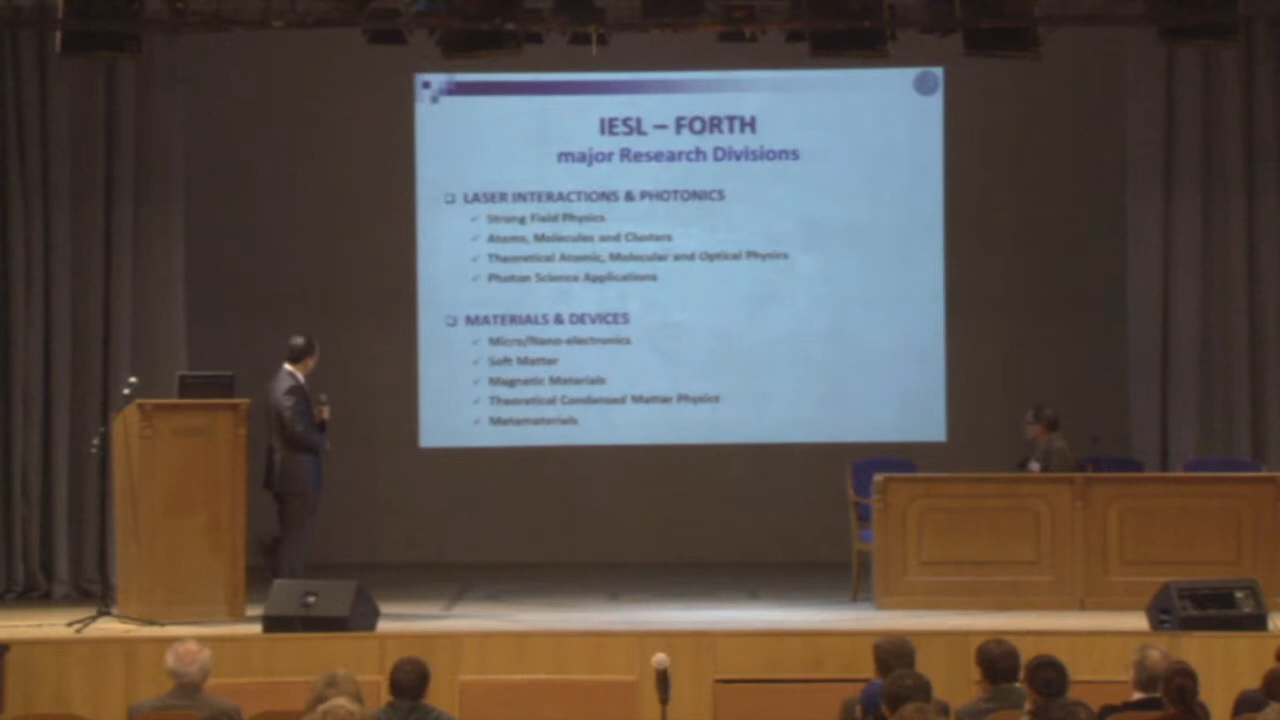 IESL – FORTH
major Research Divisions
LASER INTERACTIONS & PHOTONICS
Strong Field Physics
Atoms, Molecules and Clusters
Theoretical Atomic, Molecular and Optical Physics
Photon Science Applications
MATERIALS & DEVICES
Micro/Nano-electronics
Soft Matter
Magnetic Materials
Theoretical Condensed Matter Physics
Metamaterials